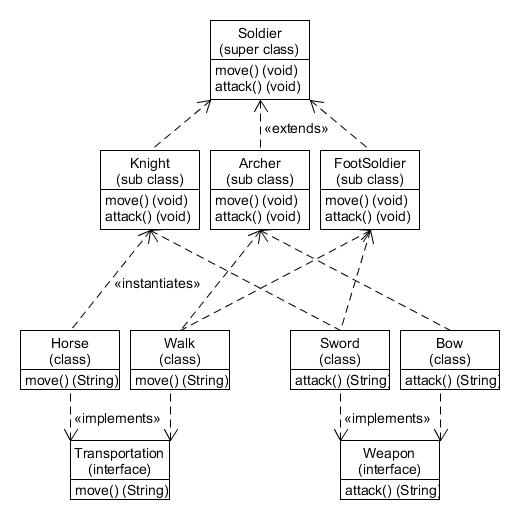 Soldier
(super class)
move() (void)
attack() (void)
«extends»
Knight
(sub class)
move() (void)
attack() (void)
Archer
(sub class)
move() (void)
attack() (void)
FootSoldier
(sub class)
move() (void)
attack() (void)
«instantiates»
Horse
(class)
move() (String)
Walk
(class)
move() (String)
Sword
(class)
attack() (String)
Bow
(class)
attack() (String)
«implements»
«implements»
Transportation
(interface)
move() (String)
Weapon
(interface)
attack() (String)